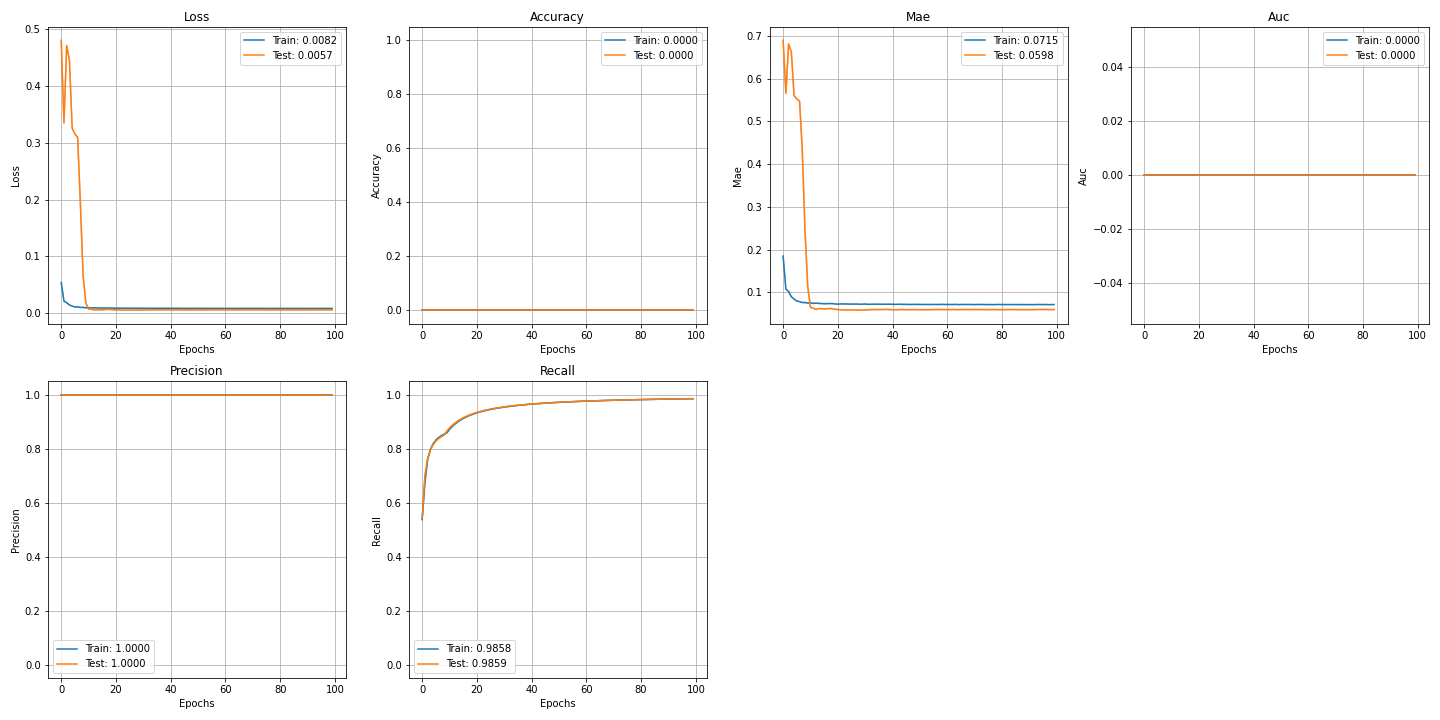 Loss
Train: 0.0082
Test: 0.0057
0.5
0.4
0.3
0.2
0.1
0.0
Loss
0 20 40 60 80 100
Epochs
Accuracy
Train: 0.0000
Test: 0.0000
1.0
0.8
0.6
0.4
0.2
0.0
Accuracy
0 20 40 60 80 100
Epochs
Mae
Train: 0.0715
Test: 0.0598
0.7
0.6
0.5
0.4
0.3
0.2
0.1
Mae
0 20 40 60 80 100
Epochs
Auc
Train: 0.0000
Test: 0.0000
0.04
0.02
0.00
−0.02
−0.04
Auc
0 20 40 60 80 100
Epochs
Precision
1.0
0.8
0.6
0.4
0.2
0.0
Precision
Train: 1.0000
Test: 1.0000
0 20 40 60 80 100
Epochs
Recall
1.0
0.8
0.6
0.4
0.2
0.0
Recall
Train: 0.9858
Test: 0.9859
0 20 40 60 80 100
Epochs